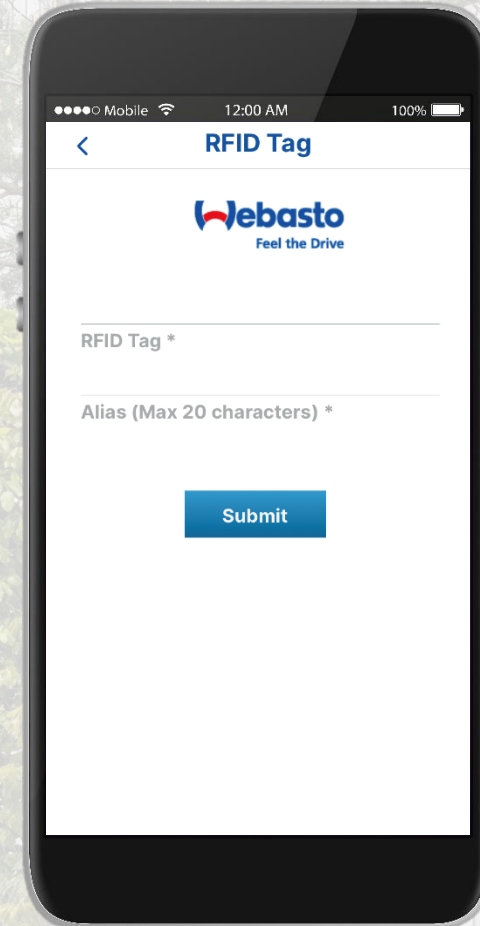 Mobile 12:00 AM 100%
RFID Tag
Webasto
Feel the Drive
RFID Tag *
Alias (Max 20 characters) *
Submit